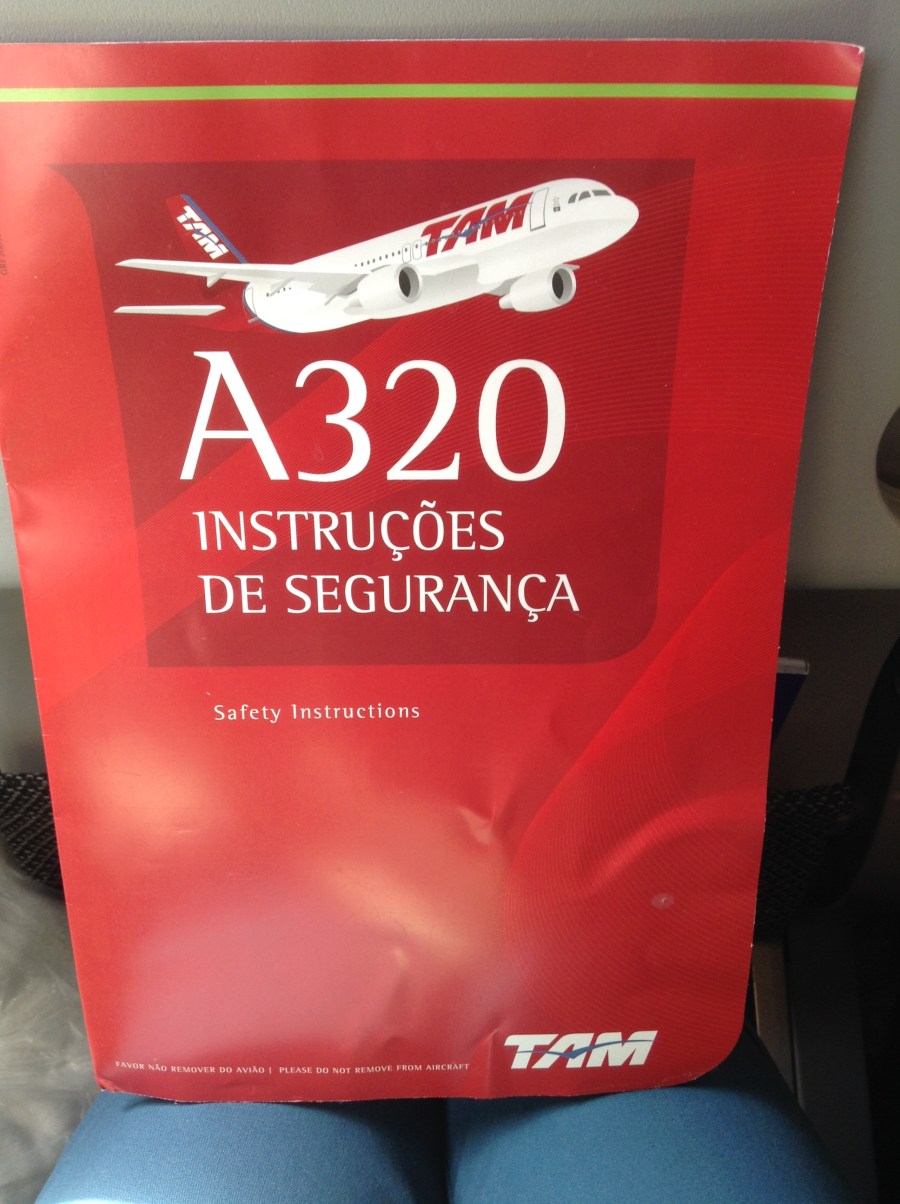 TAM
TAM
A320
INSTRUÇÕES
DE SEGURANÇA
Safety Instructions
TAM
FAVOR NÃO REMOVER DO AVIÃO | PLEASE DO NOT REMOVE FROM AIRCRAFT